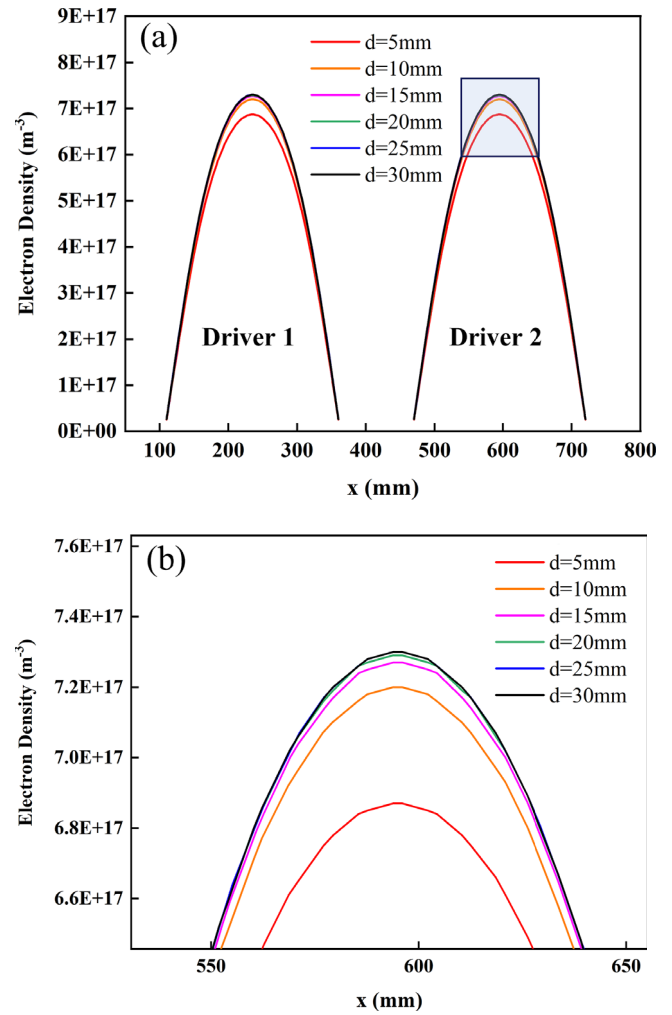 (a)
9E+17
8E+17
7E+17
6E+17
5E+17
4E+17
3E+17
2E+17
1E+17
0E+00
Electron Density (m⁻³)
d=5mm
d=10mm
d=15mm
d=20mm
d=25mm
d=30mm
Driver 1
Driver 2
100 200 300 400 500 600 700 800
x (mm)
(b)
7.6E+17
7.4E+17
7.2E+17
7.0E+17
6.8E+17
6.6E+17
Electron Density (m⁻³)
d=5mm
d=10mm
d=15mm
d=20mm
d=25mm
d=30mm
550 600 650
x (mm)